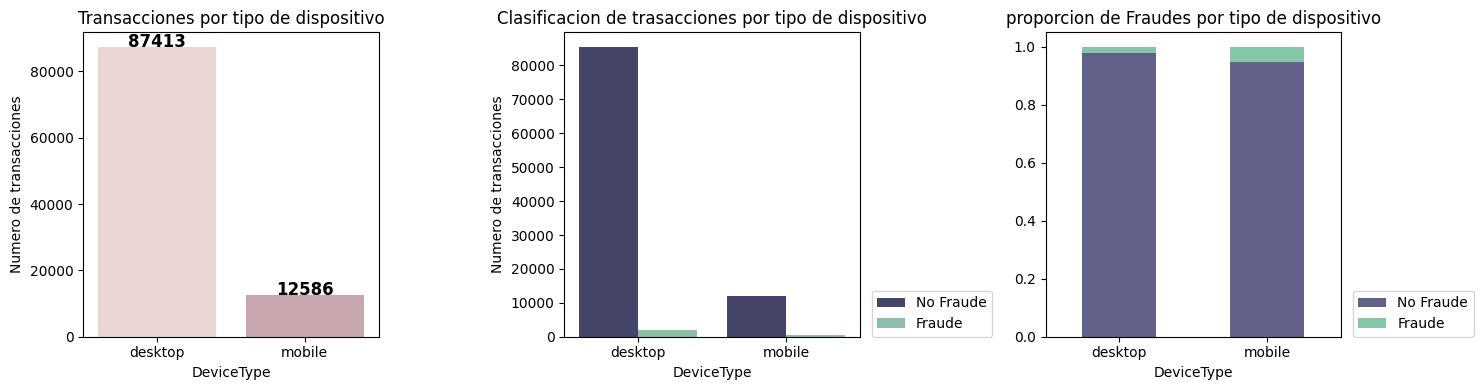 Transacciones por tipo de dispositivo
87413
80000
60000
40000
20000
0
Numero de transacciones
12586
desktop
mobile
DeviceType
Clasificacion de trasacciones por tipo de dispositivo
80000
70000
60000
50000
40000
30000
20000
10000
0
Numero de transacciones
desktop
mobile
DeviceType
No Fraude
Fraude
proporcion de Fraudes por tipo de dispositivo
1.0
0.8
0.6
0.4
0.2
0.0
desktop
mobile
DeviceType
No Fraude
Fraude